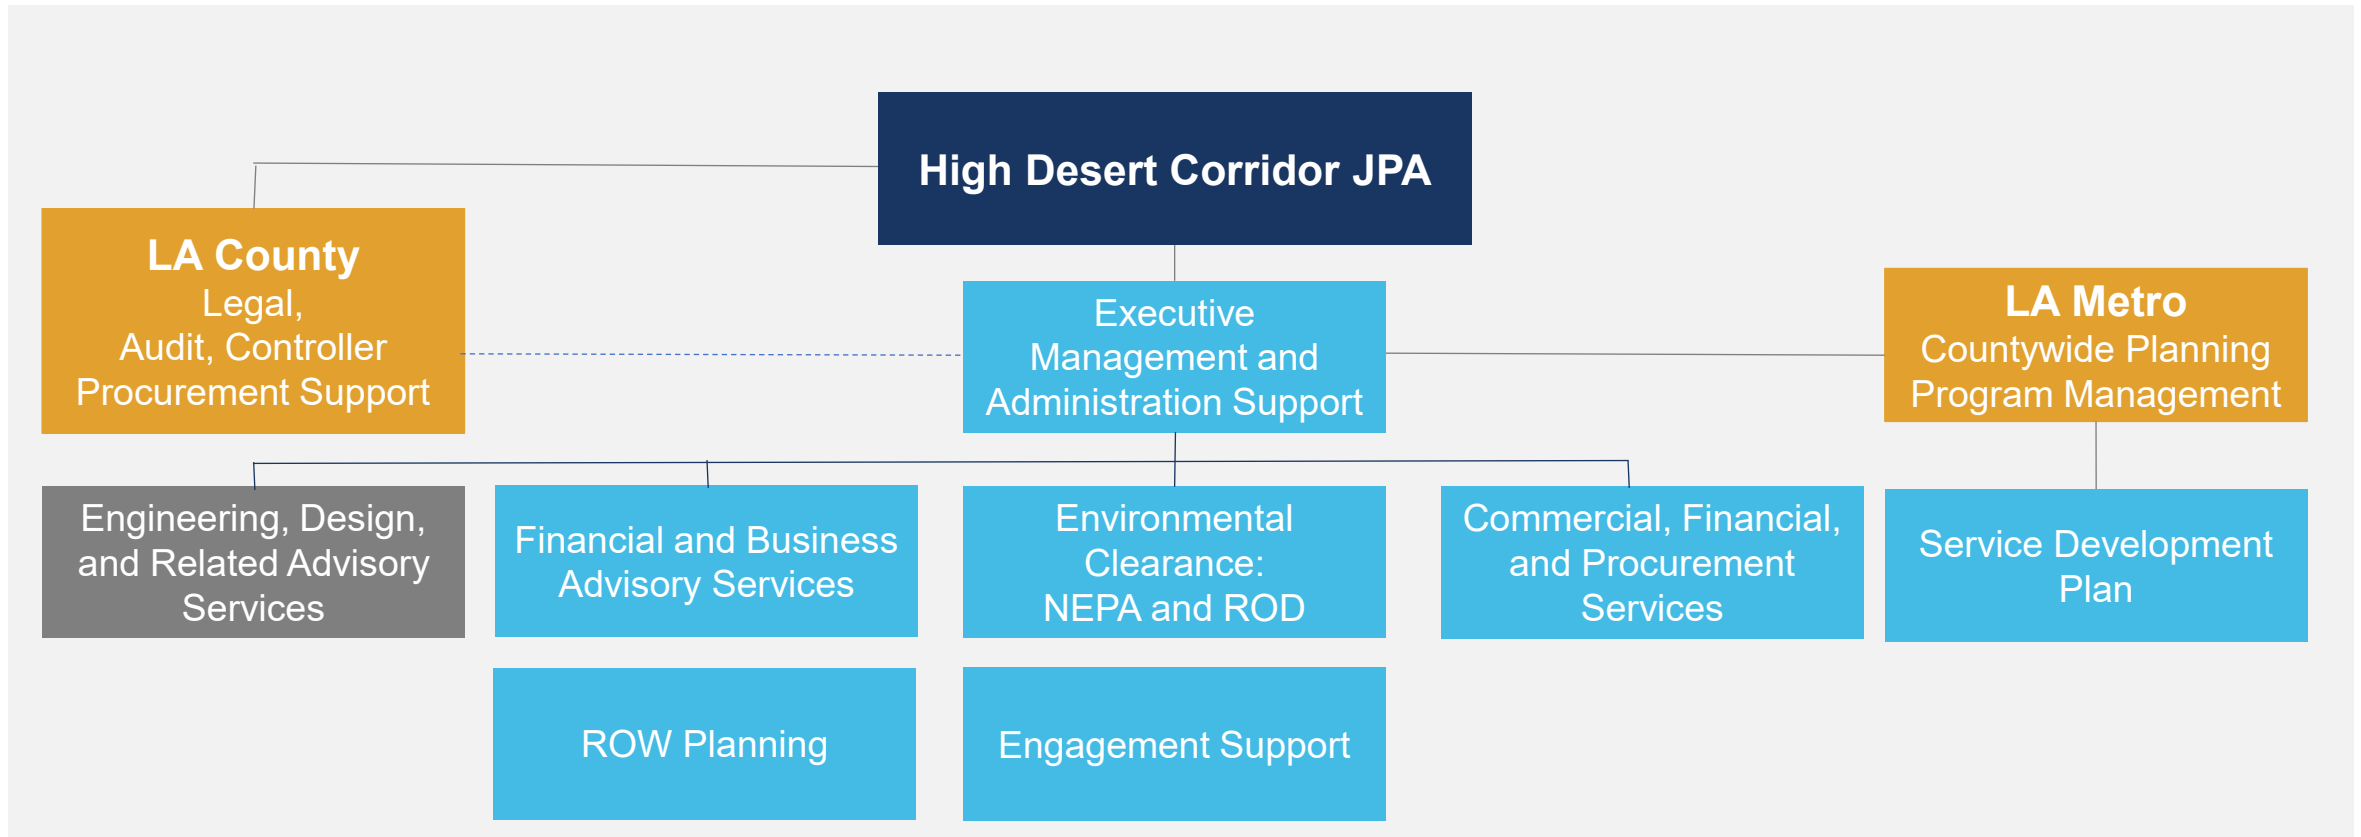 High Desert Corridor JPA
LA County
Legal,
Audit, Controller
Procurement Support
Executive
Management and
Administration Support
LA Metro
Countywide Planning
Program Management
Engineering, Design,
and Related Advisory
Services
Financial and Business
Advisory Services
Environmental
Clearance:
NEPA and ROD
Commercial, Financial,
and Procurement
Services
Service Development
Plan
ROW Planning
Engagement Support